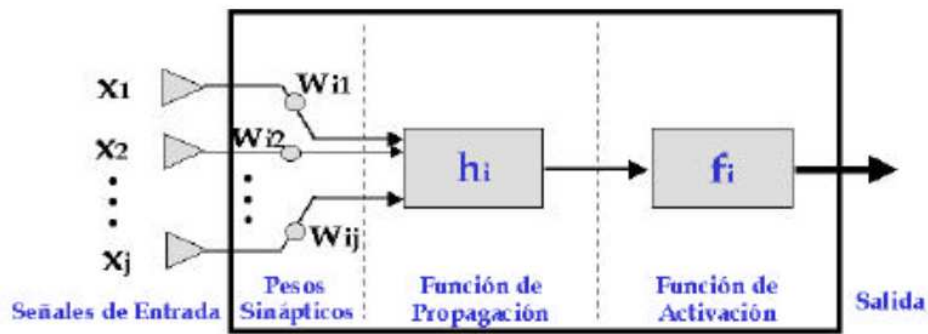 x1
Wi1
x2
Wi2
hi
fi
xj
Wij
Señales de Entrada
Pesos
Sinápticos
Función de
Propagación
Función de
Activación
Salida